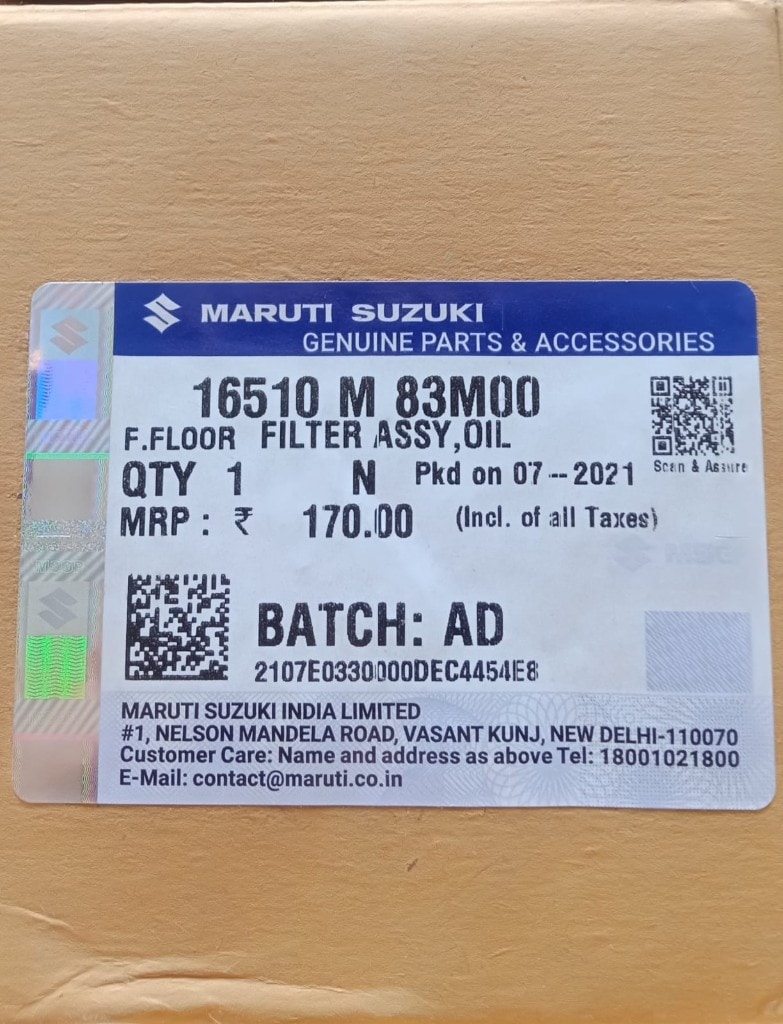 MARUTI SUZUKI
GENUINE PARTS & ACCESSORIES
16510 M 83M00
F.FLOOR FILTER ASSY,OIL
QTY 1 N Pkd on 07--2021
Scan & Assure
MRP : ₹ 170.00 (Incl. of all Taxes)
MGGP
BATCH: AD
2107E0330000DEC4454E8
MARUTI SUZUKI INDIA LIMITED
#1, NELSON MANDELA ROAD, VASANT KUNJ, NEW DELHI-110070
Customer Care: Name and address as above Tel: 18001021800
E-Mail: contact@maruti.co.in